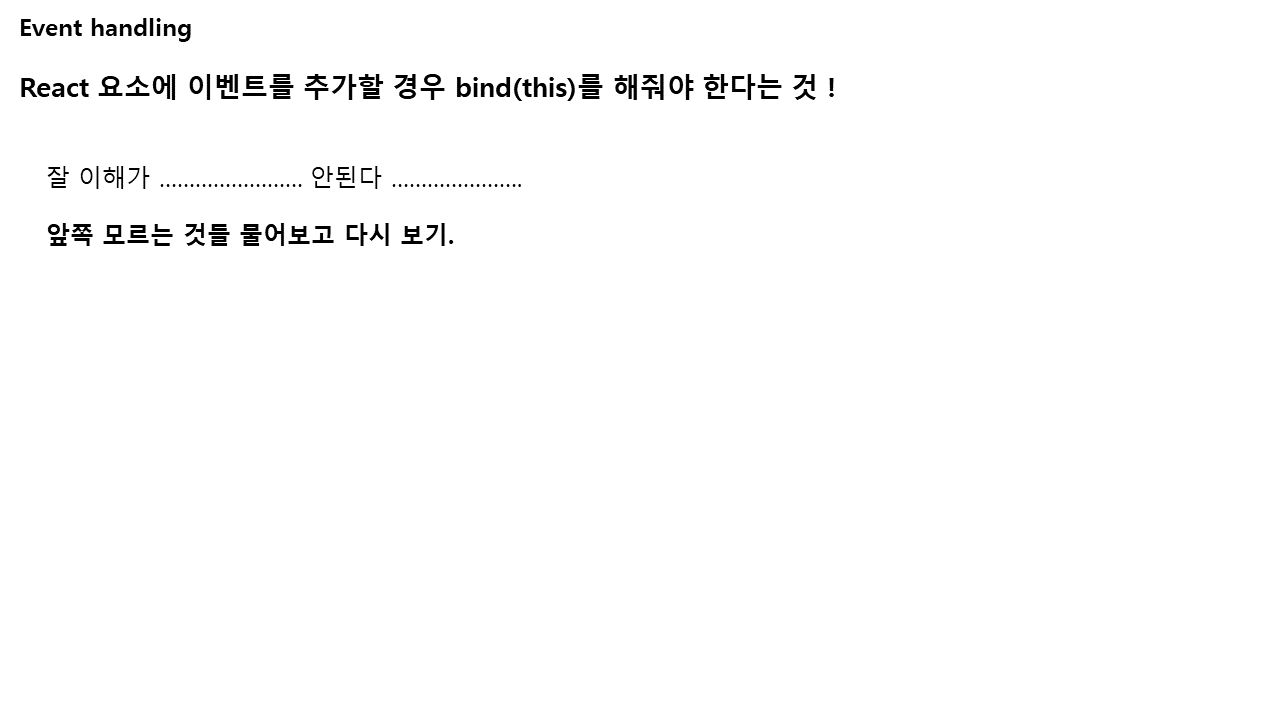 Event handling
React 요소에 이벤트를 추가할 경우 bind(this)를 해줘야 한다는 것 !
잘 이해가 ........................ 안된다 ......................
앞쪽 모르는 것들 물어보고 다시 보기.